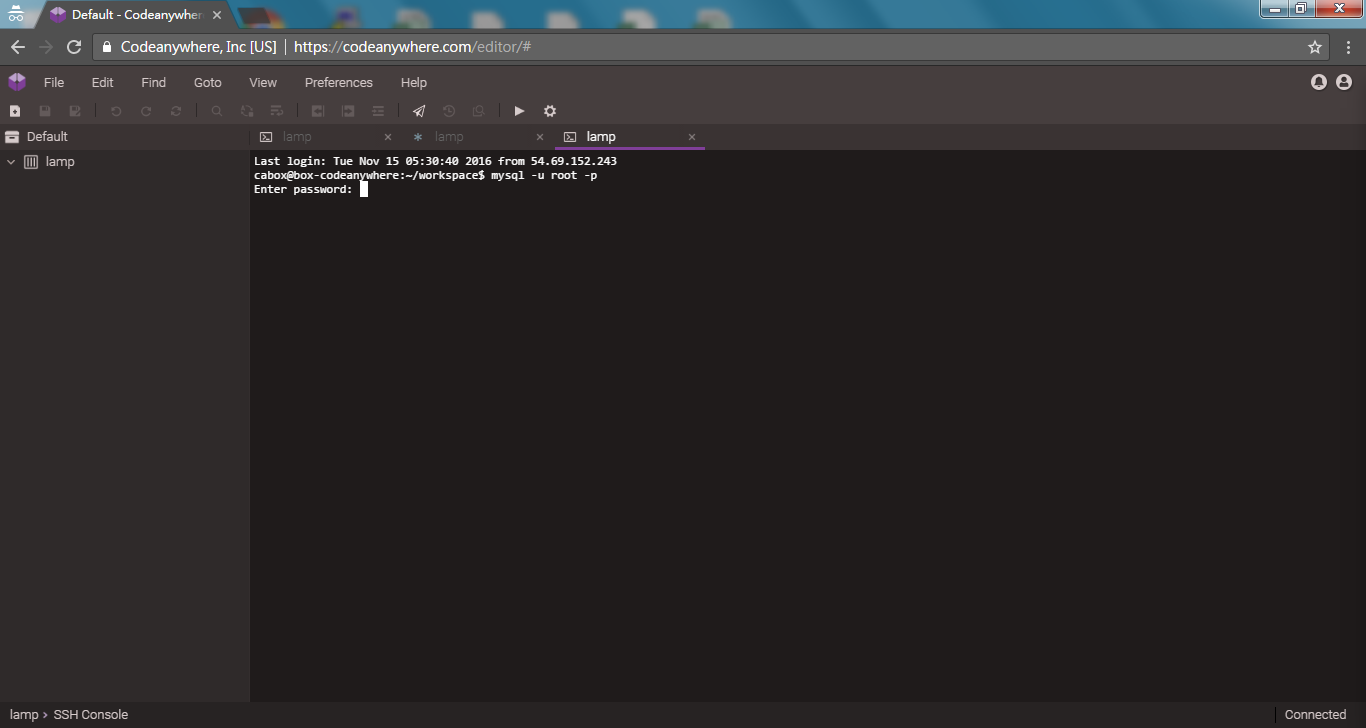 Default - Codeanywher
Codeanywhere, Inc [US] | https://codeanywhere.com/editor/#
File Edit Find Goto View Preferences Help
Default
lamp lamp lamp
lamp
Last login: Tue Nov 15 05:30:40 2016 from 54.69.152.243
cabox@box-codeanywhere:~/workspace$ mysql -u root -p
Enter password:
lamp › SSH Console
Connected